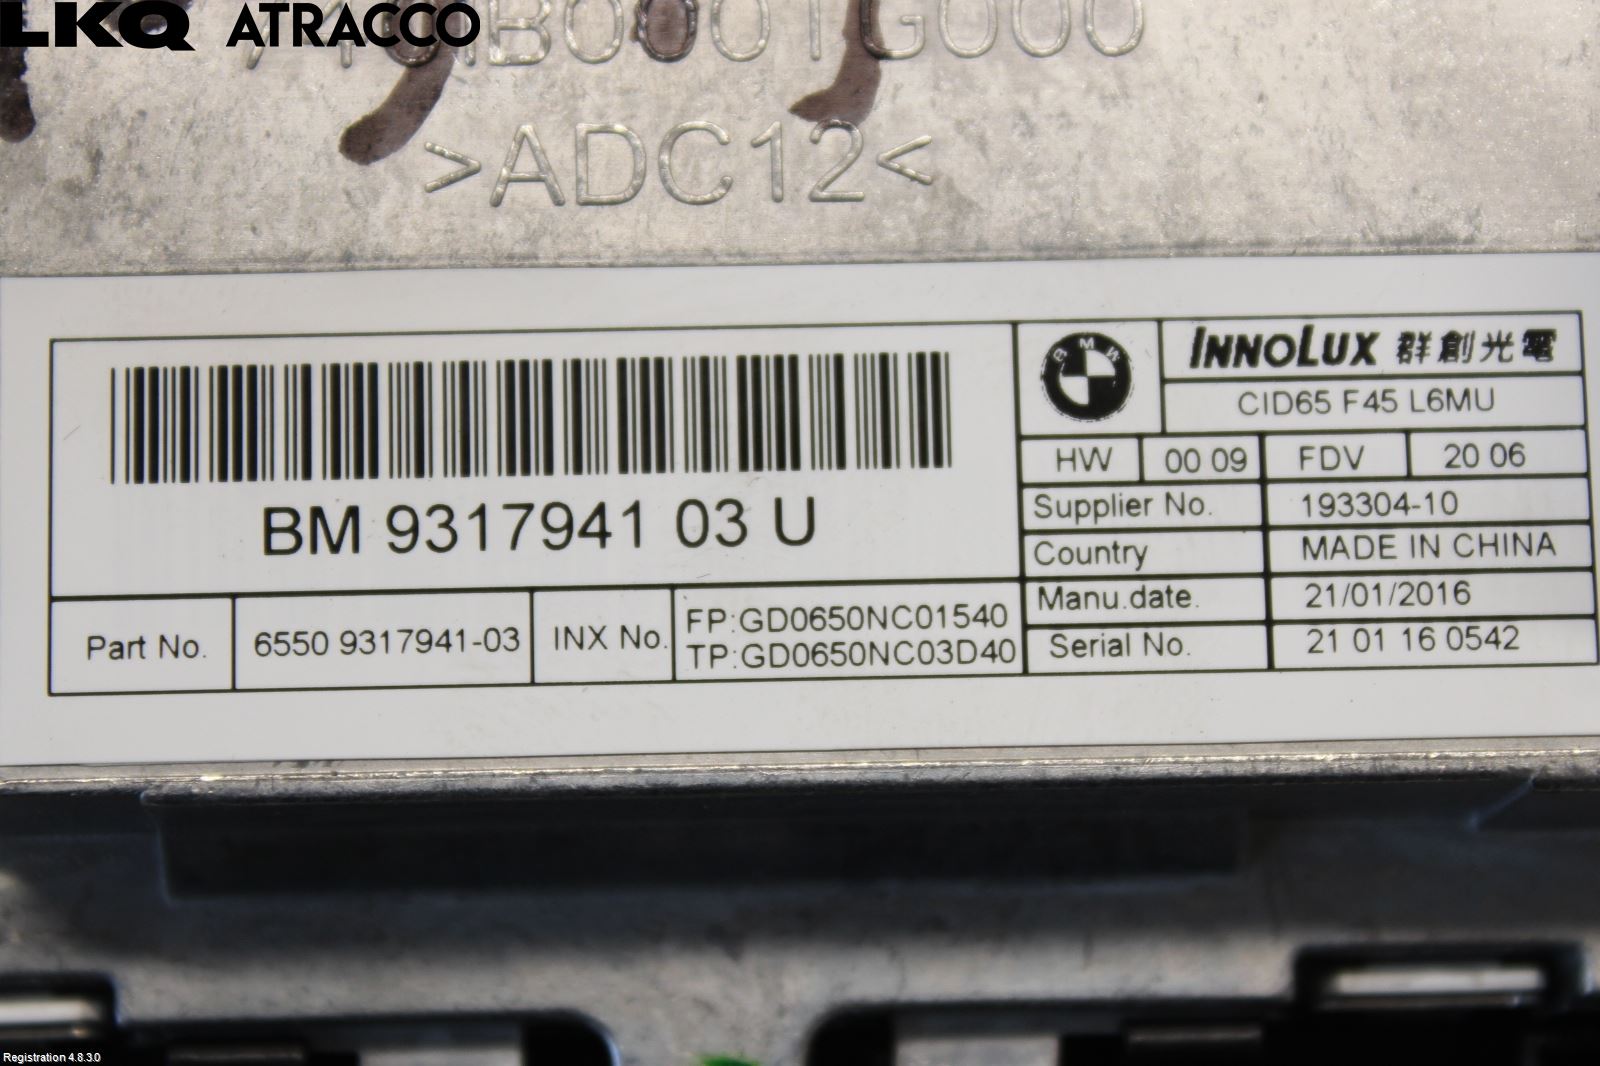 LKQ ATRACCO
>ADC12<
BM 9317941 03 U
Part No. 6550 9317941-03 INX No. FP:GD0650NC01540
TP:GD0650NC03D40
BMW
INNOLUX 群創光電
CID65 F45 L6MU
HW 00 09 FDV 20 06
Supplier No. 193304-10
Country MADE IN CHINA
Manu.date. 21/01/2016
Serial No. 21 01 16 0542
Registration 4.8.3.0